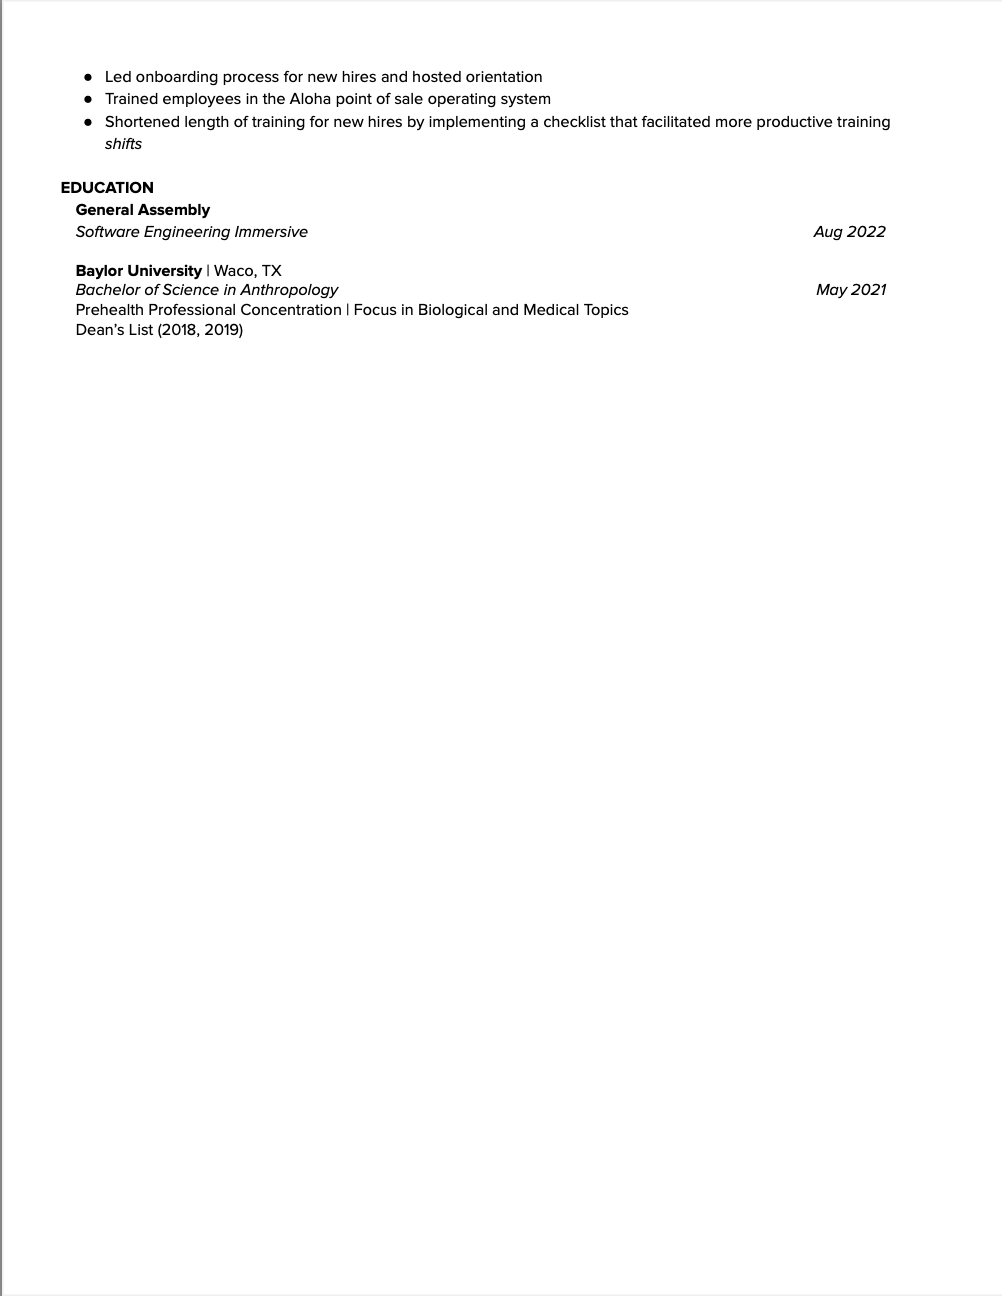 ● Led onboarding process for new hires and hosted orientation
● Trained employees in the Aloha point of sale operating system
● Shortened length of training for new hires by implementing a checklist that facilitated more productive training
shifts
EDUCATION
General Assembly
Software Engineering Immersive Aug 2022
Baylor University | Waco, TX
Bachelor of Science in Anthropology May 2021
Prehealth Professional Concentration | Focus in Biological and Medical Topics
Dean’s List (2018, 2019)